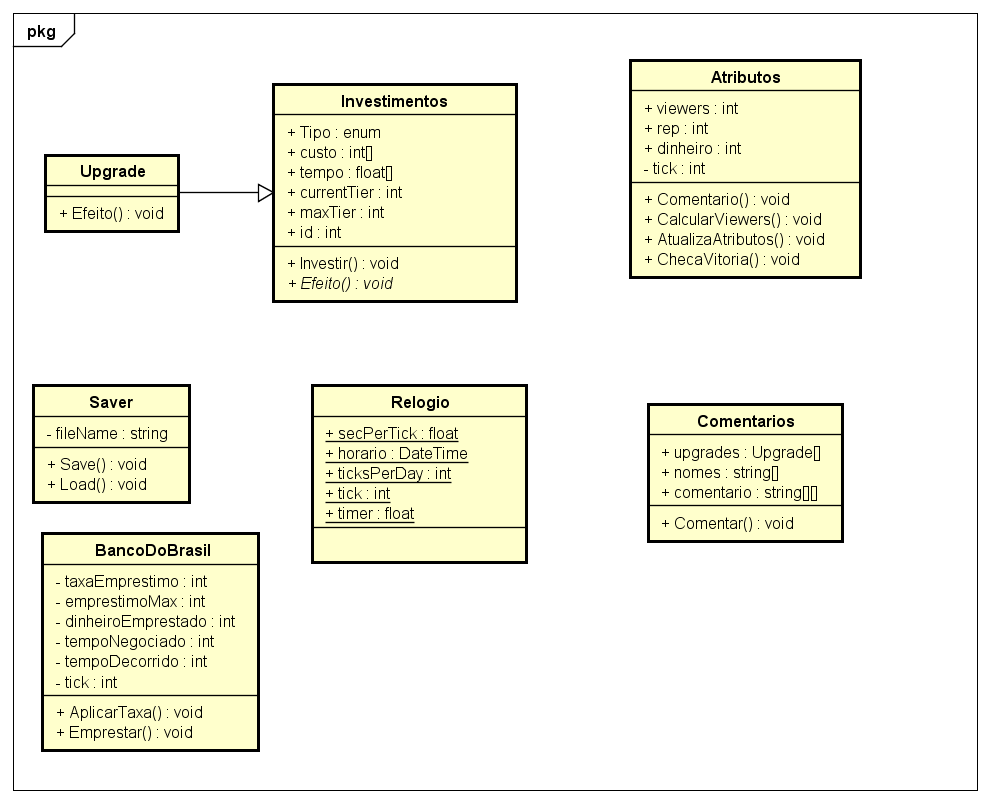 pkg
Upgrade
+ Efeito() : void
Investimentos
+ Tipo : enum
+ custo : int[]
+ tempo : float[]
+ currentTier : int
+ maxTier : int
+ id : int
+ Investir() : void
+ Efeito() : void
Atributos
+ viewers : int
+ rep : int
+ dinheiro : int
- tick : int
+ Comentario() : void
+ CalcularViewers() : void
+ AtualizaAtributos() : void
+ ChecaVitoria() : void
Saver
- fileName : string
+ Save() : void
+ Load() : void
Relogio
+ secPerTick : float
+ horario : DateTime
+ ticksPerDay : int
+ tick : int
+ timer : float
Comentarios
+ upgrades : Upgrade[]
+ nomes : string[]
+ comentario : string[][]
+ Comentar() : void
BancoDoBrasil
- taxaEmprestimo : int
- emprestimoMax : int
- dinheiroEmprestado : int
- tempoNegociado : int
- tempoDecorrido : int
- tick : int
+ AplicarTaxa() : void
+ Emprestar() : void